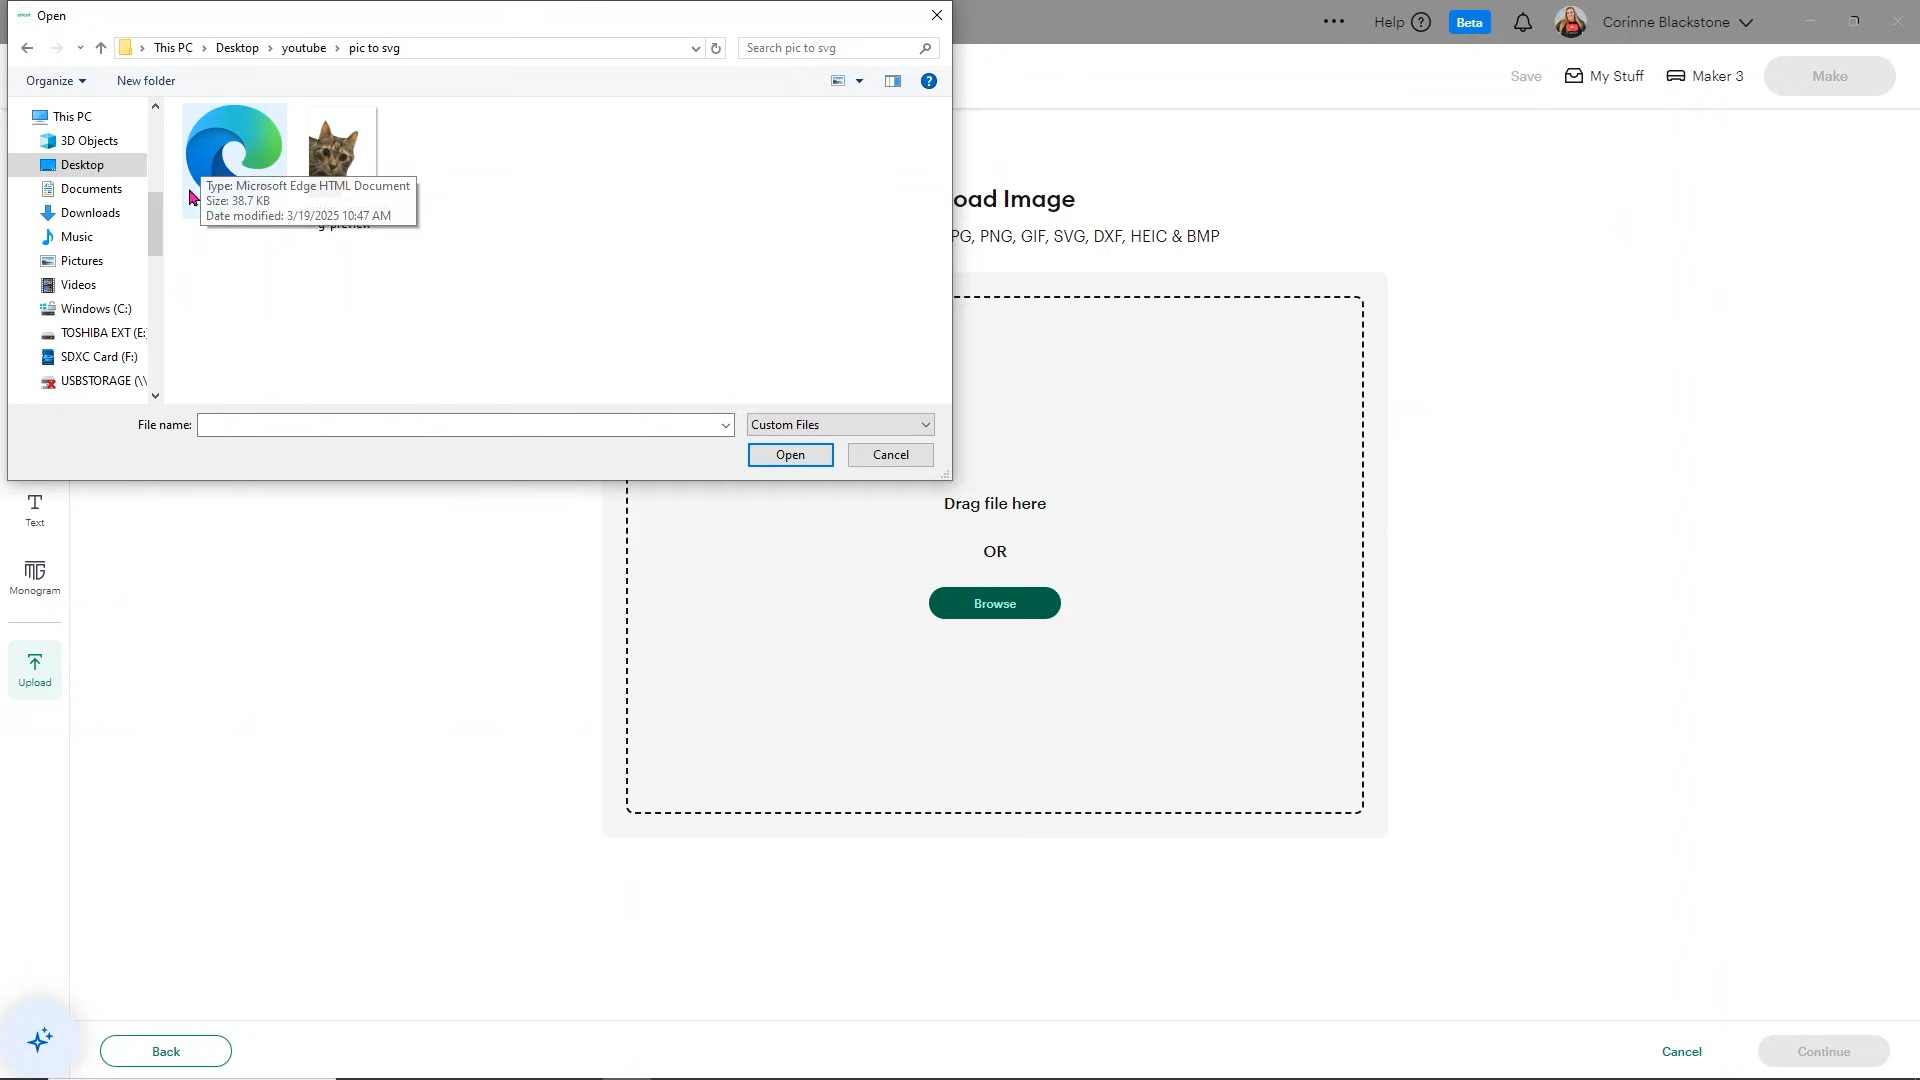 cricut Open
Help ? Beta Corinne Blackstone
This PC Desktop youtube pic to svg
Search pic to svg
Save My Stuff Maker 3 Make
Organize New folder
This PC
3D Objects
Desktop
Documents
Downloads
Music
Pictures
Videos
Windows (C:)
TOSHIBA EXT (E:
SDXC Card (F:)
USBSTORAGE (\\
Type: Microsoft Edge HTML Document
Size: 38.7 KB
Date modified: 3/19/2025 10:47 AM
g-preview
File name:
Custom Files
Open Cancel
oad Image
PG, PNG, GIF, SVG, DXF, HEIC & BMP
Drag file here
OR
Browse
Text
Monogram
Upload
Back
Cancel
Continue